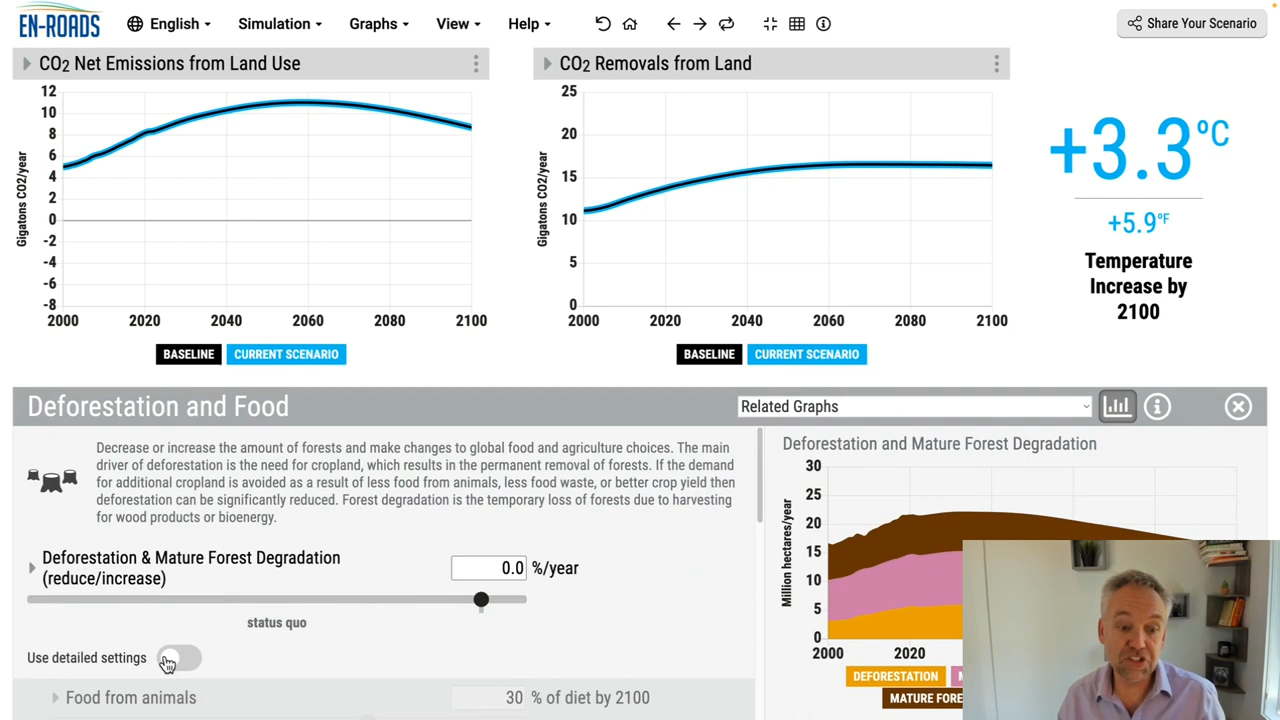 EN-ROADS
English
Simulation
Graphs
View
Help
Share Your Scenario
CO2 Net Emissions from Land Use
Gigatons CO2/year
12
10
8
6
4
2
0
-2
-4
-6
-8
2000 2020 2040 2060 2080 2100
BASELINE CURRENT SCENARIO
CO2 Removals from Land
Gigatons CO2/year
25
20
15
10
5
0
2000 2020 2040 2060 2080 2100
BASELINE CURRENT SCENARIO
+3.3°C
+5.9°F
Temperature
Increase by
2100
Deforestation and Food
Related Graphs
Decrease or increase the amount of forests and make changes to global food and agriculture choices. The main
driver of deforestation is the need for cropland, which results in the permanent removal of forests. If the demand
for additional cropland is avoided as a result of less food from animals, less food waste, or better crop yield then
deforestation can be significantly reduced. Forest degradation is the temporary loss of forests due to harvesting
for wood products or bioenergy.
Deforestation & Mature Forest Degradation
(reduce/increase)
0.0 %/year
status quo
Use detailed settings
Food from animals
30 % of diet by 2100
Deforestation and Mature Forest Degradation
Million hectares/year
30
25
20
15
10
5
0
2000 2020
DEFORESTATION M
MATURE FORE